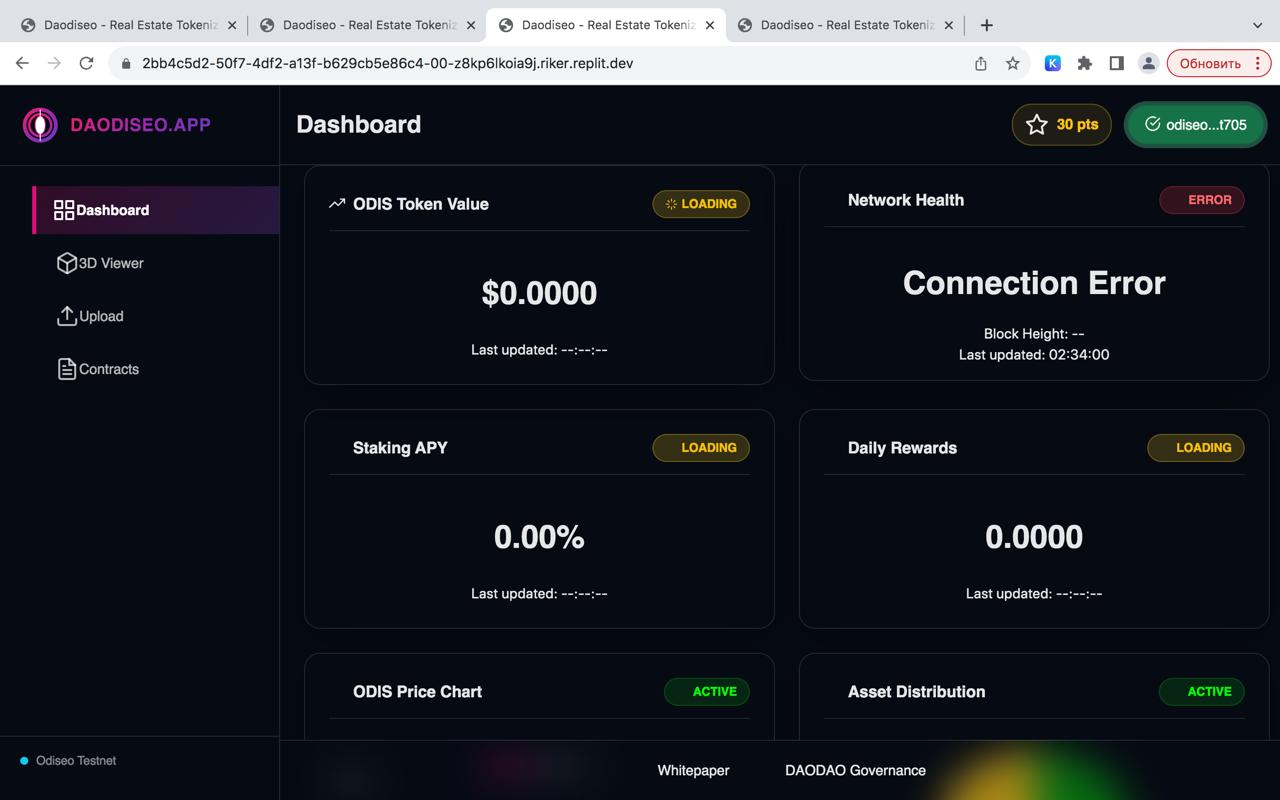 Daodiseo - Real Estate Tokeniz
Daodiseo - Real Estate Tokeniz
Daodiseo - Real Estate Tokeniz
Daodiseo - Real Estate Tokeniz
2bb4c5d2-50f7-4df2-a13f-b629cb5e86c4-00-z8kp6lkoia9j.riker.replit.dev
K
Обновить
DAODISEO.APP
Dashboard
30 pts
odiseo...t705
Dashboard
3D Viewer
Upload
Contracts
Odiseo Testnet
ODIS Token Value
LOADING
$0.0000
Last updated: --:--:--
Network Health
ERROR
Connection Error
Block Height: --
Last updated: 02:34:00
Staking APY
LOADING
0.00%
Last updated: --:--:--
Daily Rewards
LOADING
0.0000
Last updated: --:--:--
ODIS Price Chart
ACTIVE
Asset Distribution
ACTIVE
Whitepaper
DAODAO Governance